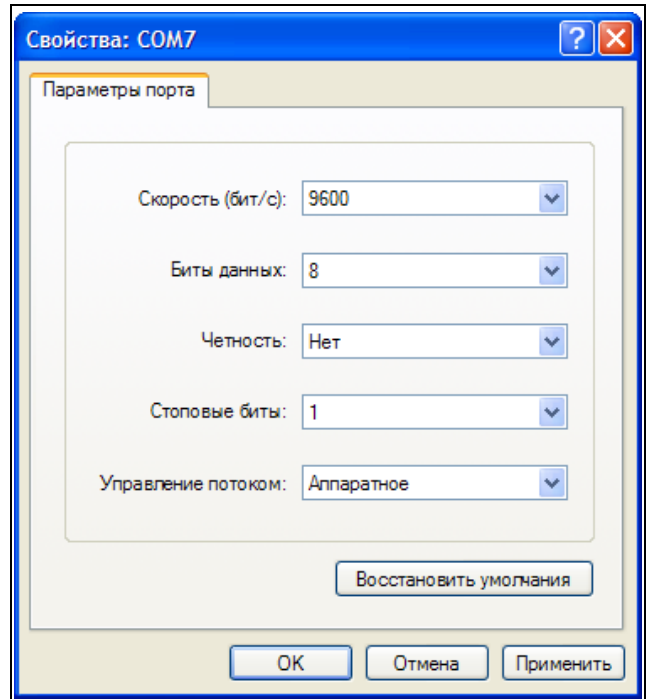 Свойства: COM7
Параметры порта
Скорость (бит/с): 9600
Биты данных: 8
Четность: Нет
Стоповые биты: 1
Управление потоком: Аппаратное
Восстановить умолчания
OK Отмена Применить